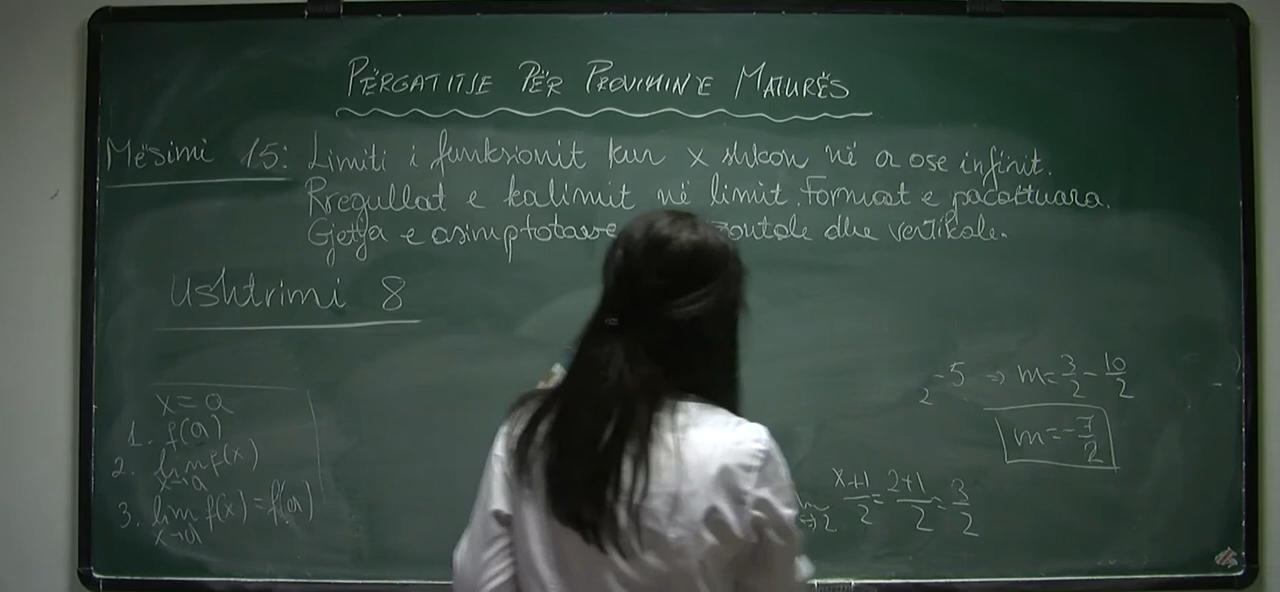 PËRGATITJE PËR PROVIMIN E MATURËS
Mësimi 15: Limiti i funksionit kur x shkon në a ose infinit.
Rregullat e kalimit në limit. Format e pacaktuara.
Gjetja e asimptotave zontale dhe vertikale.
Ushtrimi 8
x = a
1. f(a)
2. lim f(x)
x→a
3. lim f(x) = f(a)
x→a
2 -5 ⇒ m = 3/2 - 10/2
m = -7/2
x+1/2 = 2+1/2 = 3/2
→2